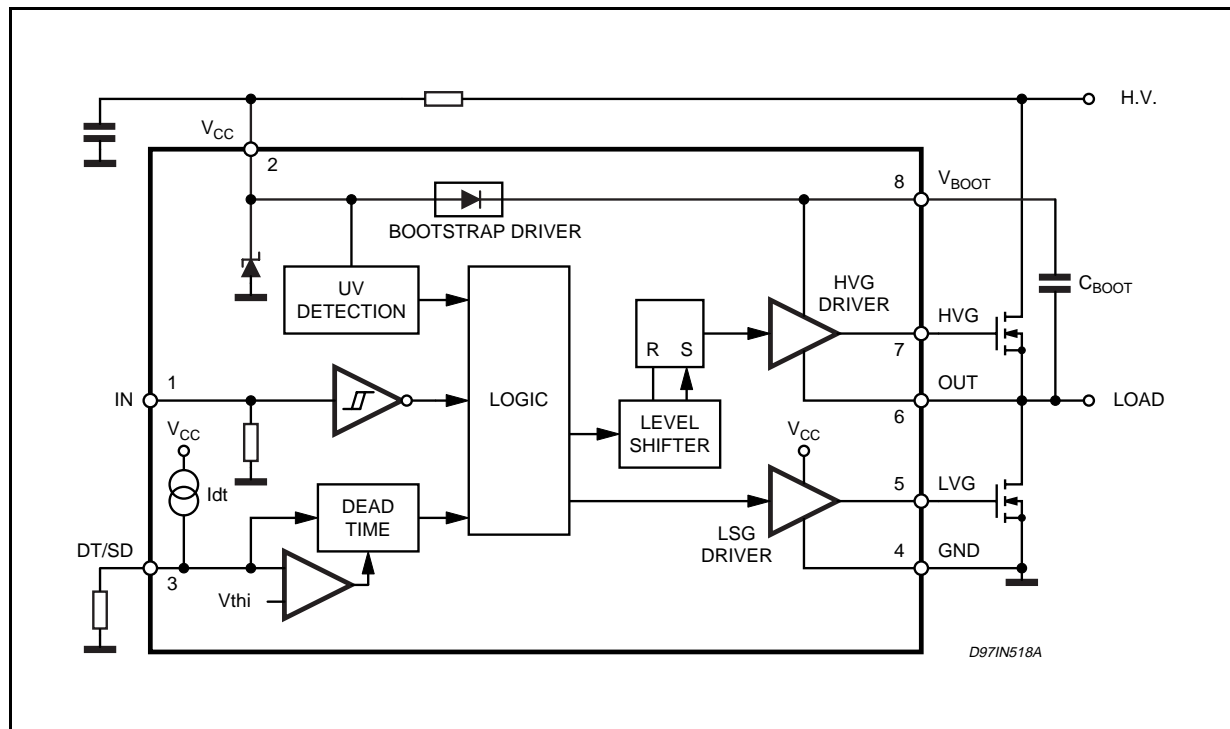 H.V.
VCC
2
8
VBOOT
BOOTSTRAP DRIVER
UV
DETECTION
HVG
DRIVER
CBOOT
R S
HVG
7
1
IN
LOGIC
LEVEL
SHIFTER
OUT
6
LOAD
VCC
Idt
VCC
DEAD
TIME
LSG
DRIVER
5
LVG
DT/SD
3
4
GND
Vthi
D97IN518A